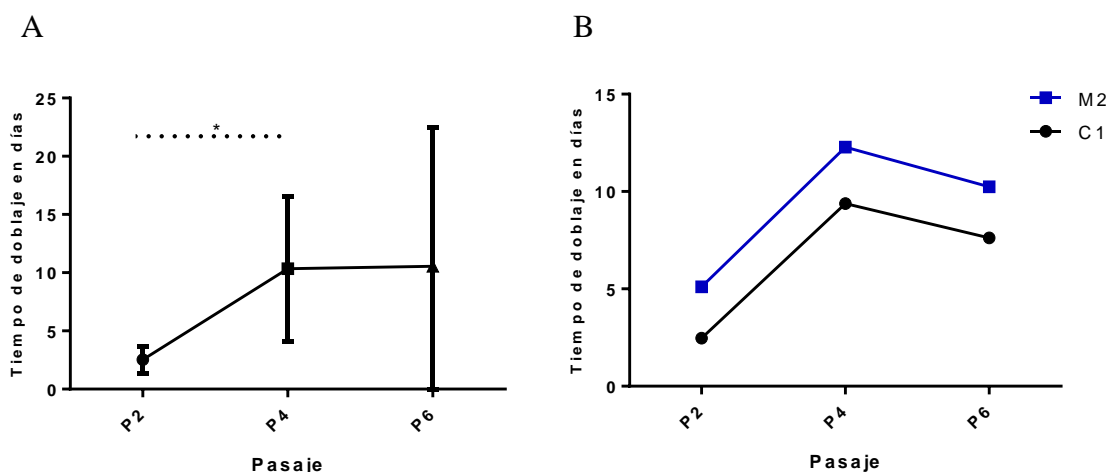 A
Tiempo de doblaje en días
25
20
15
10
5
0
*
P2
P4
P6
Pasaje
B
Tiempo de doblaje en días
15
10
5
0
P2
P4
P6
Pasaje
M2
C1